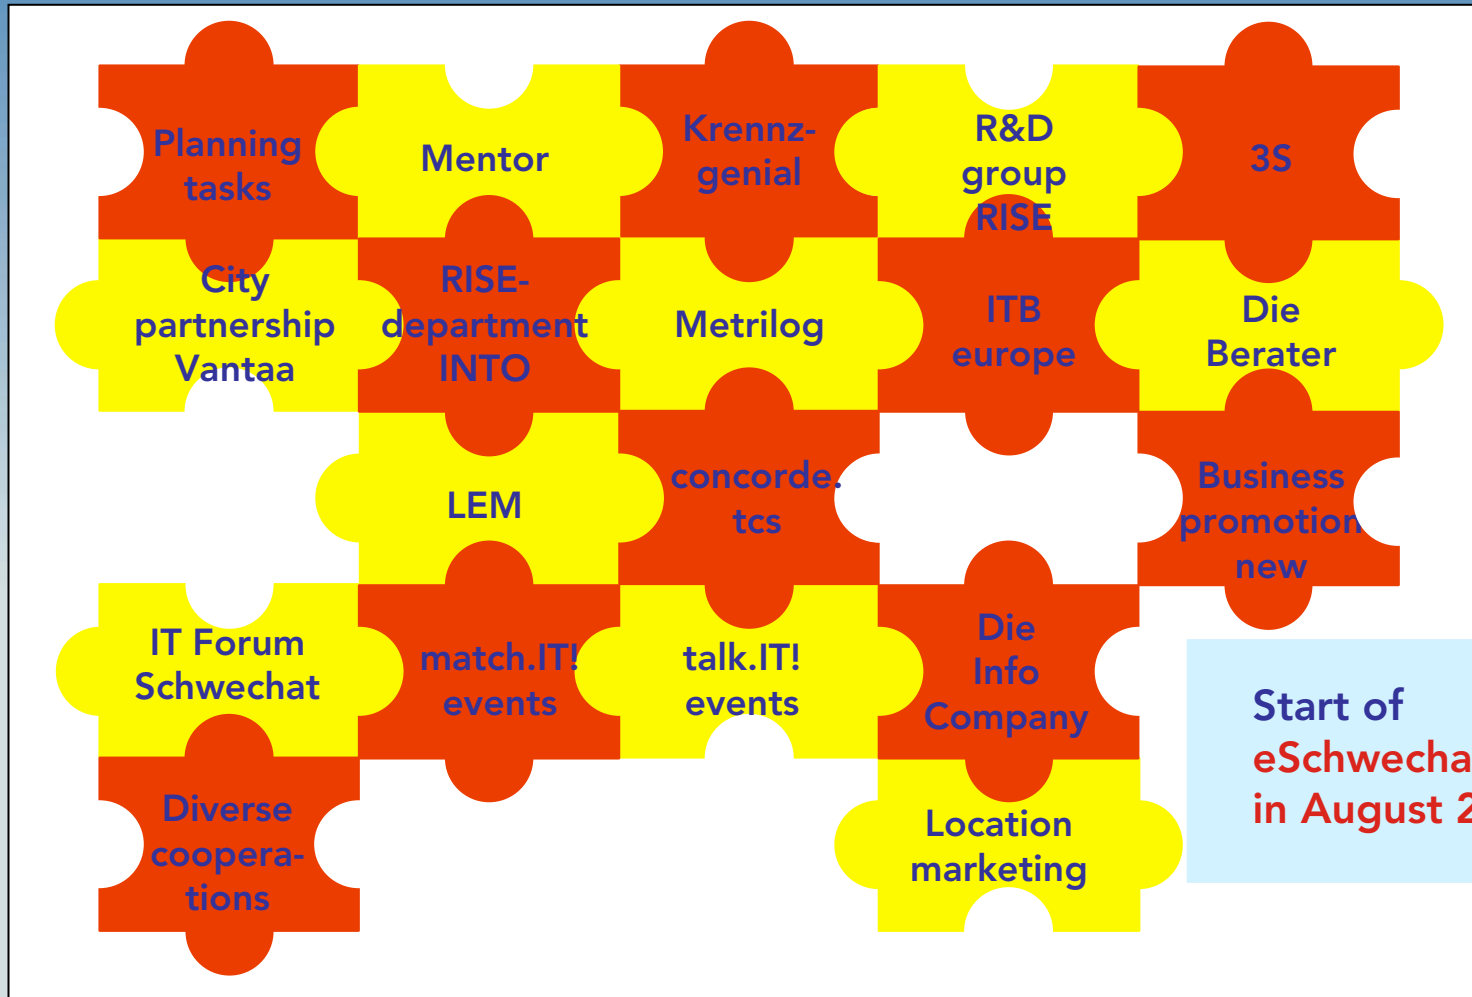 Planning
tasks
Mentor
Krennz-
genial
R&D
group
RISE
3S
City
partnership
Vantaa
RISE-
department
INTO
Metrilog
ITB
europe
Die
Berater
LEM
concorde.
tcs
Business
promotion
new
IT Forum
Schwechat
match.IT!
events
talk.IT!
events
Die
Info
Company
Start of
eSchwecha
in August 2
Diverse
coopera-
tions
Location
marketing